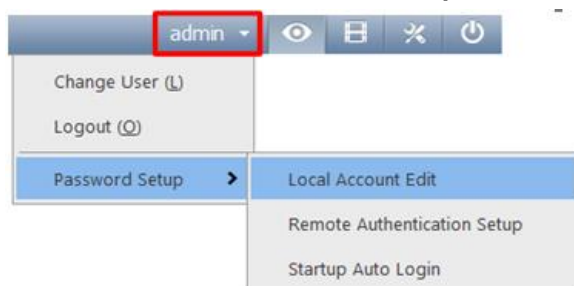 admin
Change User (L)
Logout (O)
Password Setup
Local Account Edit
Remote Authentication Setup
Startup Auto Login